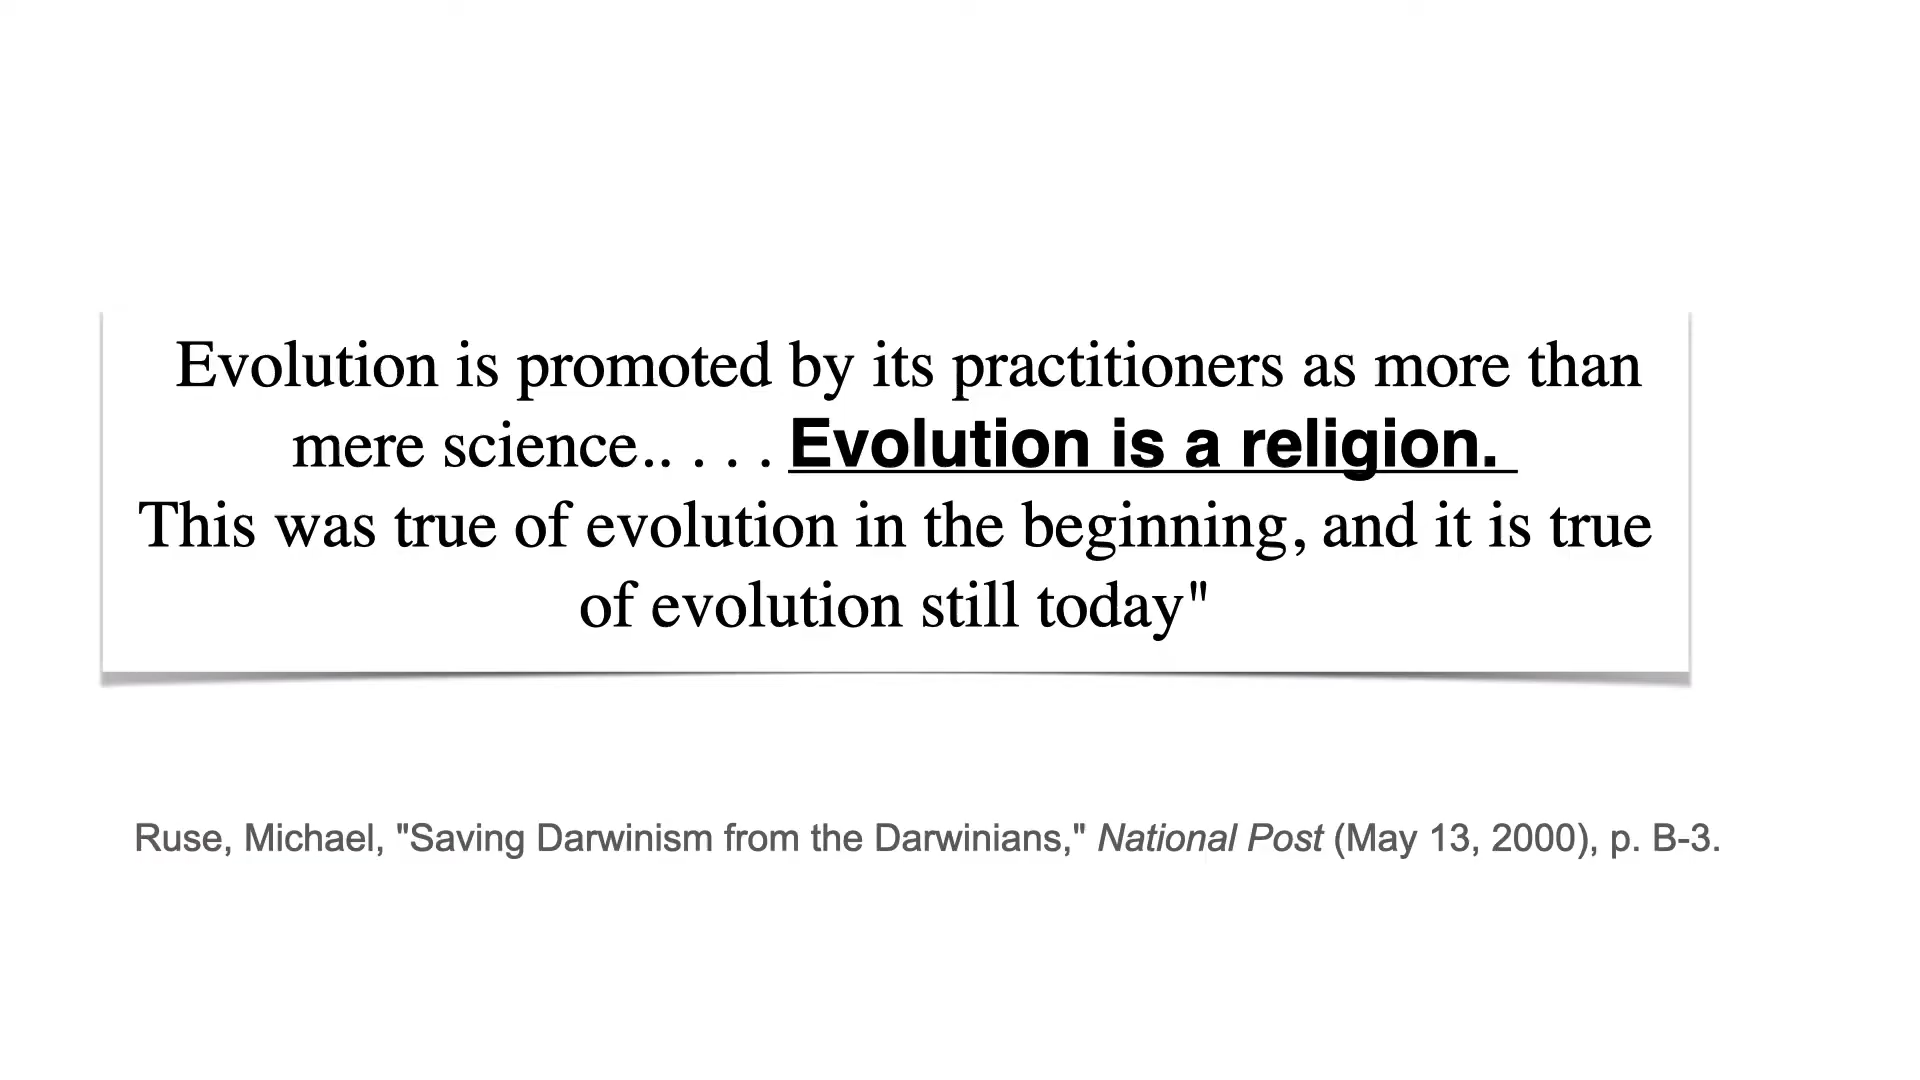 Evolution is promoted by its practitioners as more than
mere science.. . . . Evolution is a religion.
This was true of evolution in the beginning, and it is true
of evolution still today"
Ruse, Michael, "Saving Darwinism from the Darwinians," National Post (May 13, 2000), p. B-3.